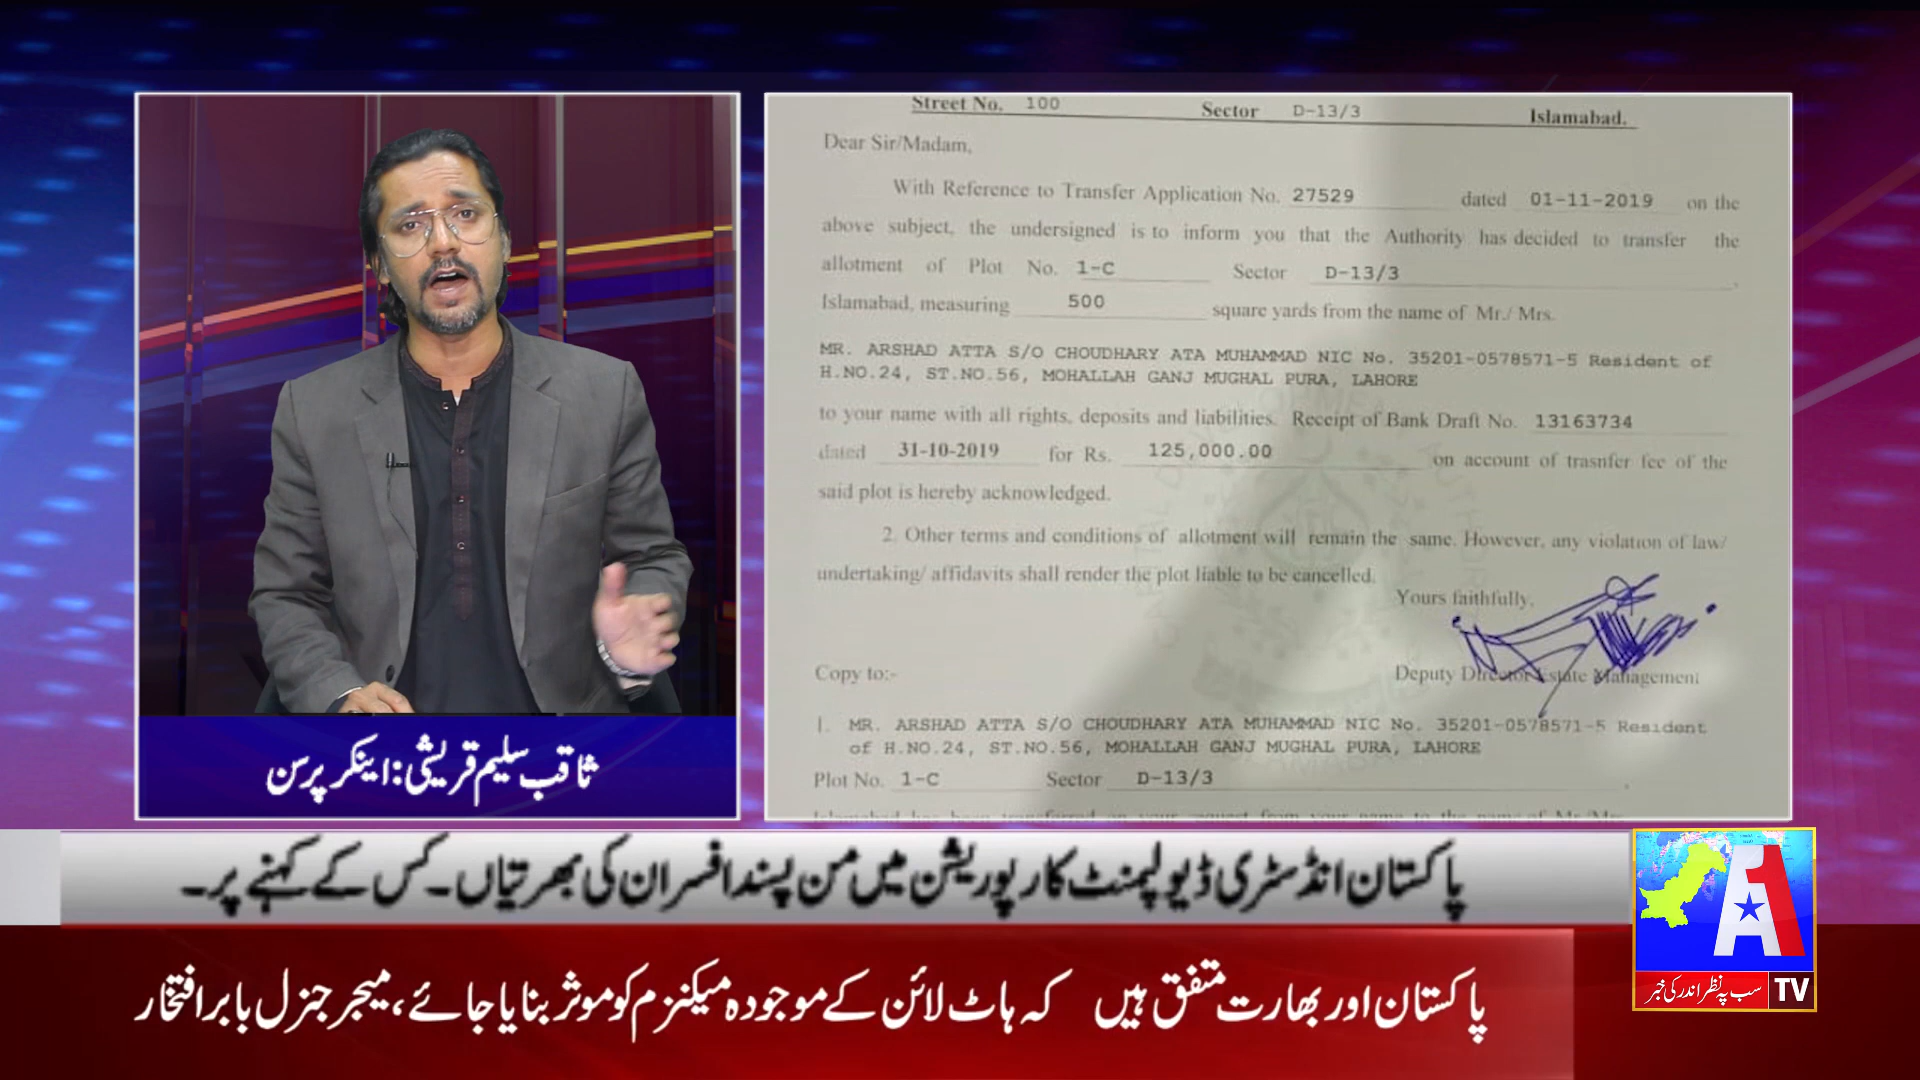 Street No. 100 Sector D-13/3 Islamabad.
Dear Sir/Madam,
With Reference to Transfer Application No. 27529 dated 01-11-2019 on the
above subject, the undersigned is to inform you that the Authority has decided to transfer the
allotment of Plot No. 1-C Sector D-13/3
Islamabad, measuring 500 square yards from the name of Mr./ Mrs.
MR. ARSHAD ATTA S/O CHOUDHARY ATA MUHAMMAD NIC No. 35201-0578571-5 Resident of
H.NO.24, ST.NO.56, MOHALLAH GANJ MUGHAL PURA, LAHORE
to your name with all rights, deposits and liabilities. Receipt of Bank Draft No. 13163734
dated 31-10-2019 for Rs. 125,000.00 on account of trasnfer fee of the
said plot is hereby acknowledged.
2. Other terms and conditions of allotment will remain the same. However, any violation of law/
undertaking/ affidavits shall render the plot liable to be cancelled.
Yours faithfully,
Deputy Director Estate Management
Copy to:-
1. MR. ARSHAD ATTA S/O CHOUDHARY ATA MUHAMMAD NIC No. 35201-0578571-5 Resident
of H.NO.24, ST.NO.56, MOHALLAH GANJ MUGHAL PURA, LAHORE
Plot No. 1-C Sector D-13/3
ثاقب سلیم قریشی: اینکر پرسن
پاکستان انڈسٹری ڈیولپمنٹ کارپوریشن میں من پسند افسران کی بھرتیاں۔ کس کے کہنے پر۔
پاکستان اور بھارت متفق ہیں کہ ہاٹ لائن کے موجودہ میکنزم کو موثر بنایا جائے، میجر جنرل بابر افتخار
A1
سب پہ نظر اندر کی خبر TV